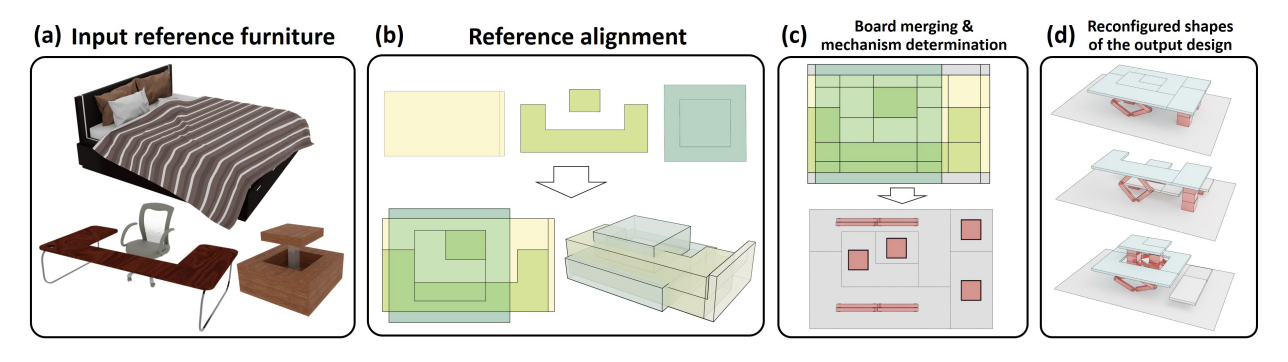 (a) Input reference furniture
(b) Reference alignment
(c) Board merging &
mechanism determination
(d) Reconfigured shapes
of the output design